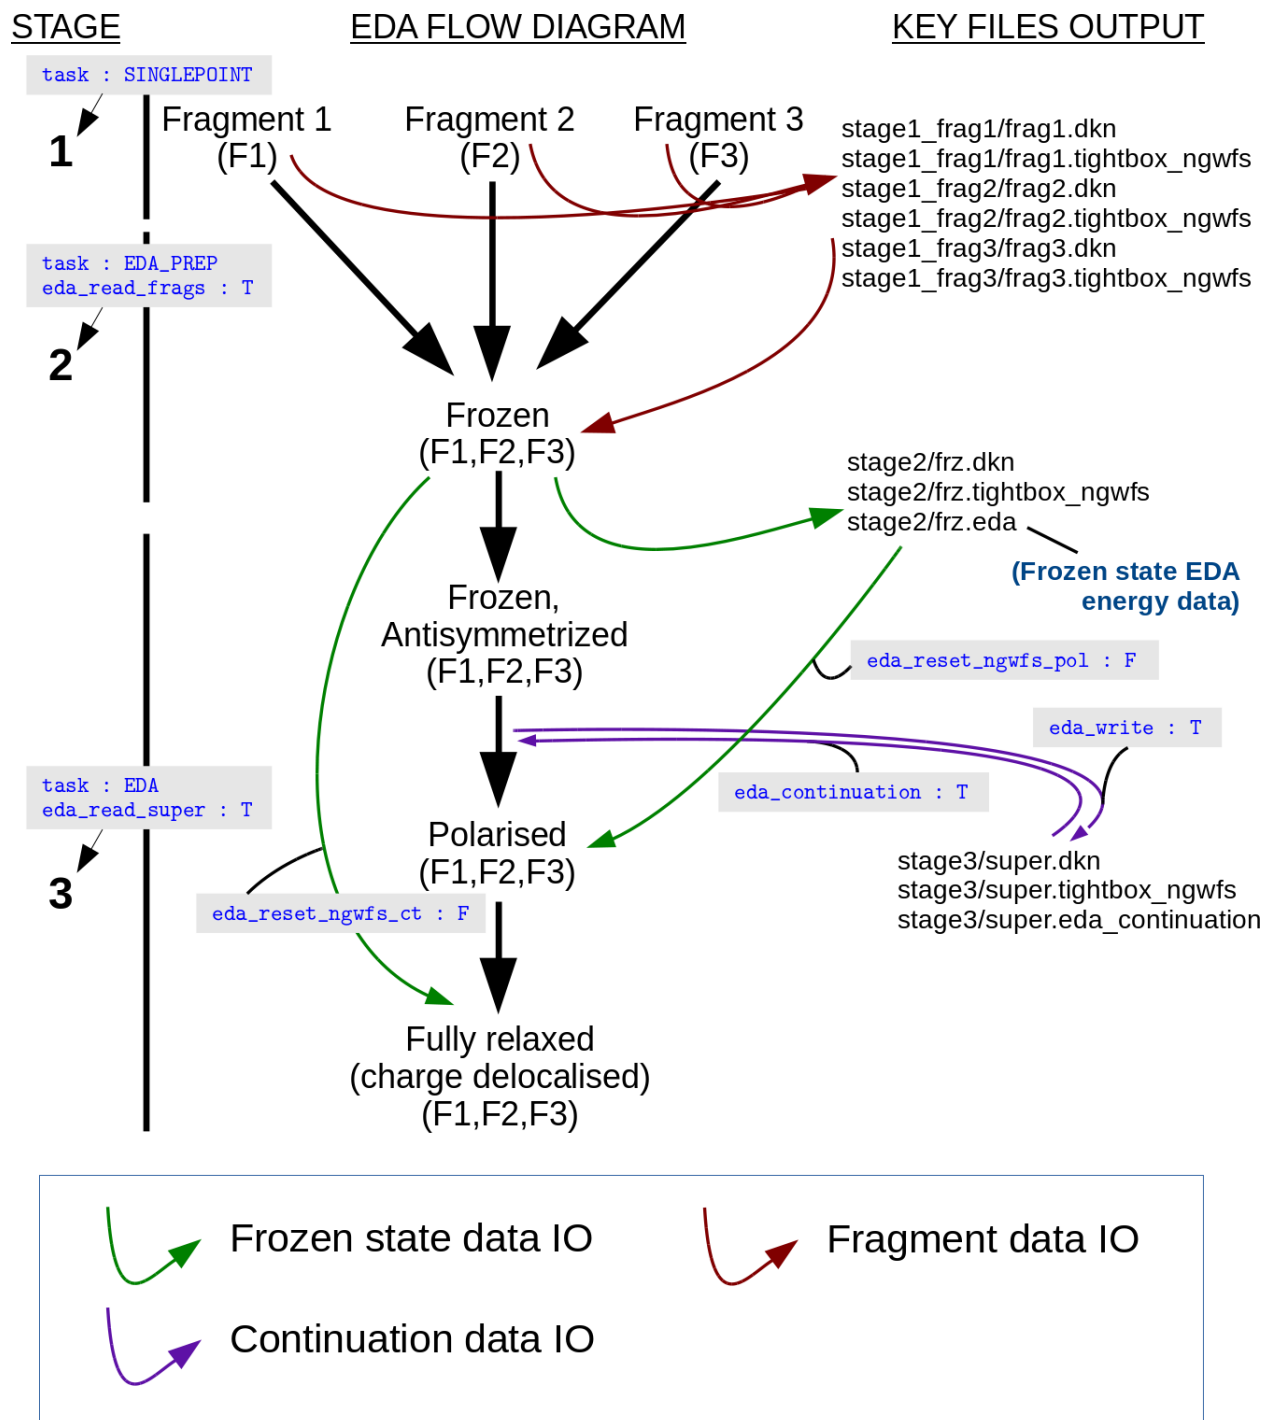 STAGE
EDA FLOW DIAGRAM
KEY FILES OUTPUT
task : SINGLEPOINT
1
Fragment 1
(F1)
Fragment 2
(F2)
Fragment 3
(F3)
stage1_frag1/frag1.dkn
stage1_frag1/frag1.tightbox_ngwfs
stage1_frag2/frag2.dkn
stage1_frag2/frag2.tightbox_ngwfs
stage1_frag3/frag3.dkn
stage1_frag3/frag3.tightbox_ngwfs
task : EDA_PREP
eda_read_frags : T
2
Frozen
(F1,F2,F3)
stage2/frz.dkn
stage2/frz.tightbox_ngwfs
stage2/frz.eda
(Frozen state EDA
energy data)
Frozen,
Antisymmetrized
(F1,F2,F3)
eda_reset_ngwfs_pol : F
eda_write : T
eda_continuation : T
task : EDA
eda_read_super : T
3
Polarised
(F1,F2,F3)
stage3/super.dkn
stage3/super.tightbox_ngwfs
stage3/super.eda_continuation
eda_reset_ngwfs_ct : F
Fully relaxed
(charge delocalised)
(F1,F2,F3)
Frozen state data IO
Fragment data IO
Continuation data IO